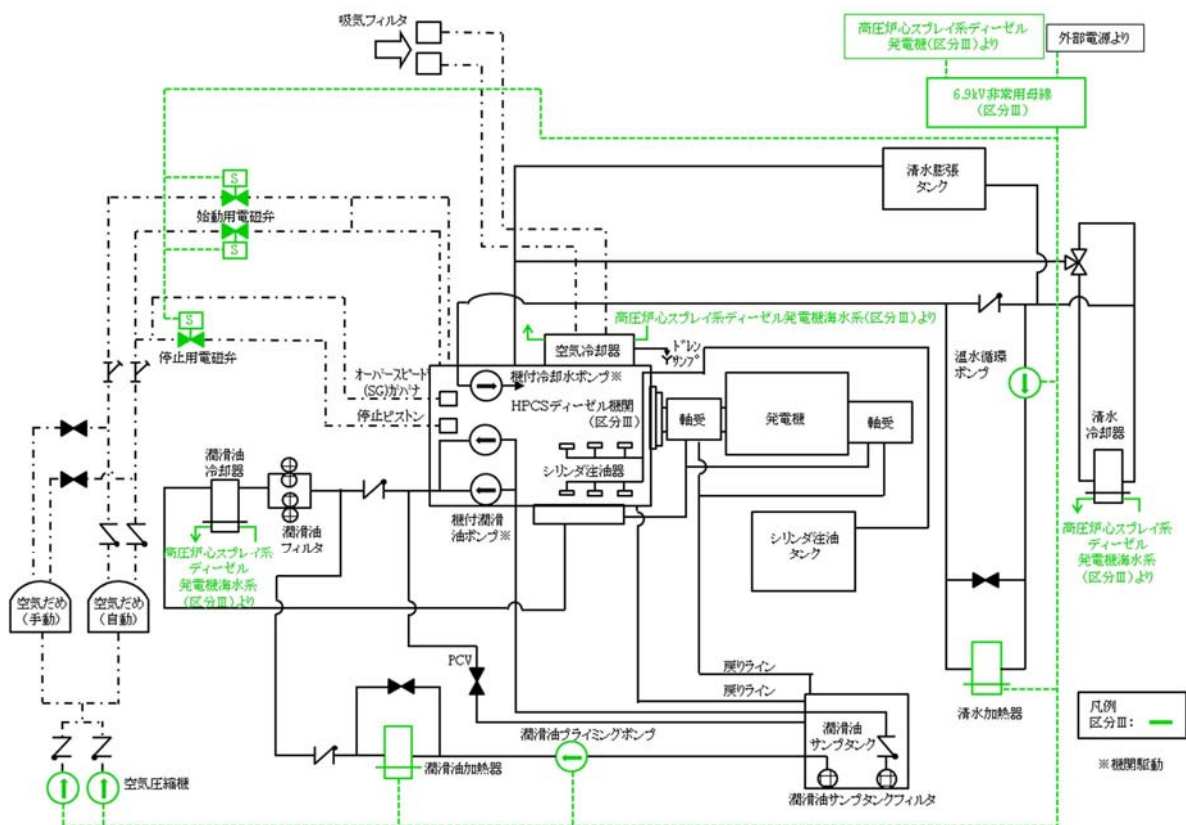 吸気フィルタ
高圧炉心スプレイ系ディーゼル
発電機(区分Ⅲ)より
外部電源より
6.9kV非常用母線
(区分Ⅲ)
清水膨張
タンク
S
始動用電磁弁
S
S
停止用電磁弁
高圧炉心スプレイ系ディーゼル発電機海水系(区分Ⅲ)より
空気冷却器
ドレン
サンプ
温水循環
ポンプ
オーバースピード
(SG)ガバナ
機付冷却水ポンプ※
停止ピストン
HPCSディーゼル機関
(区分Ⅲ)
軸受
発電機
軸受
清水
冷却器
潤滑油
冷却器
シリンダ注油器
潤滑油
フィルタ
機付潤滑
油ポンプ※
シリンダ注油
タンク
高圧炉心スプレイ系
ディーゼル
発電機海水系
(区分Ⅲ)より
高圧炉心スプレイ系
ディーゼル
発電機海水系
(区分Ⅲ)より
空気だめ
(手動)
空気だめ
(自動)
PCV
戻りライン
戻りライン
清水加熱器
凡例
区分Ⅲ:
潤滑油プライミングポンプ
潤滑油
サンプタンク
潤滑油加熱器
※機関駆動
空気圧縮機
潤滑油サンプタンクフィルタ